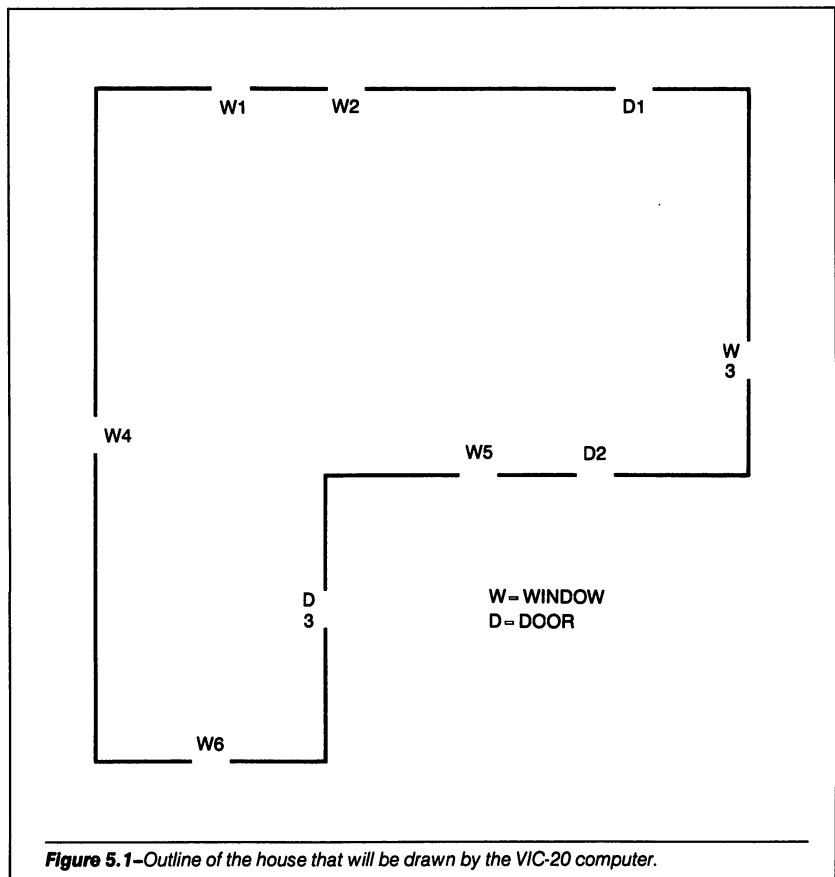 W1 W2 D1
W
3
W4
W5 D2
D
3
W – WINDOW
D – DOOR
W6
Figure 5.1–Outline of the house that will be drawn by the VIC-20 computer.